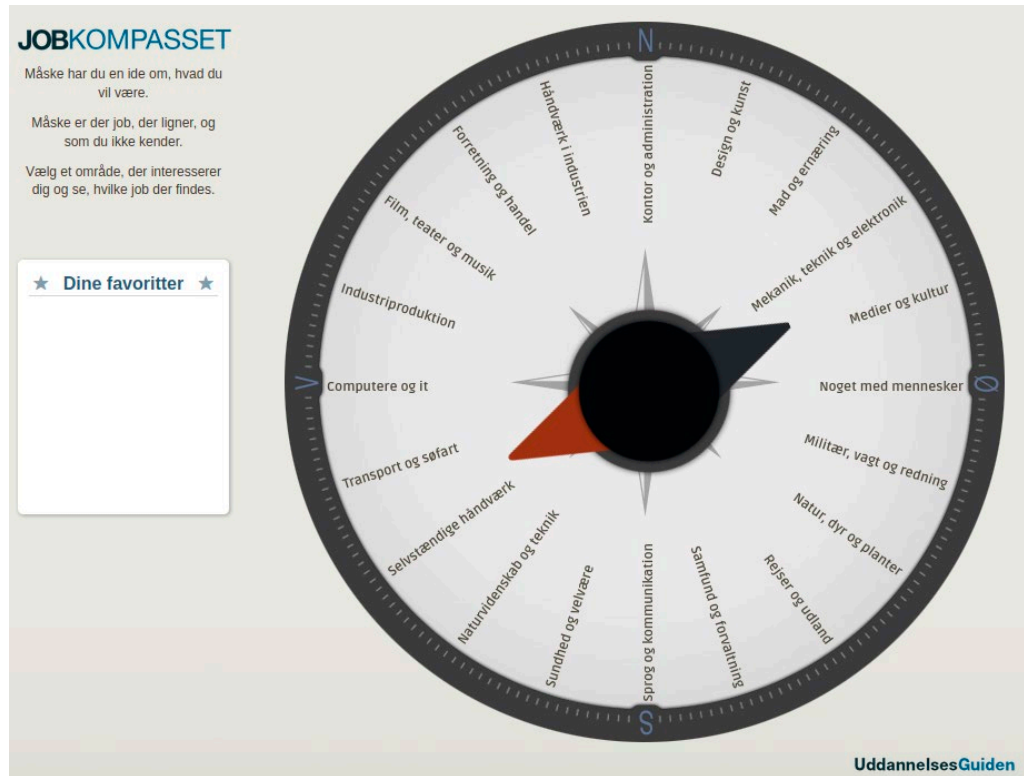 JOBKOMPASSET
Måske har du en ide om, hvad du
vil være.
Måske er der job, der ligner, og
som du ikke kender.
Vælg et område, der interesserer
dig og se, hvilke job der findes.
★ Dine favoritter ★
N
Kontor og administration
Design og kunst
Mad og ernæring
Mekanik, teknik og elektronik
Medier og kultur
Noget med mennesker
Ø
Militær, vagt og redning
Natur, dyr og planter
Rejser og udland
Samfund og forvaltning
Sprog og kommunikation
S
Sundhed og velvære
Naturvidenskab og teknik
Selvstændige håndværk
Transport og søfart
Computere og it
V
Industriproduktion
Film, teater og musik
Forretning og handel
Håndværk i industrien
UddannelsesGuiden